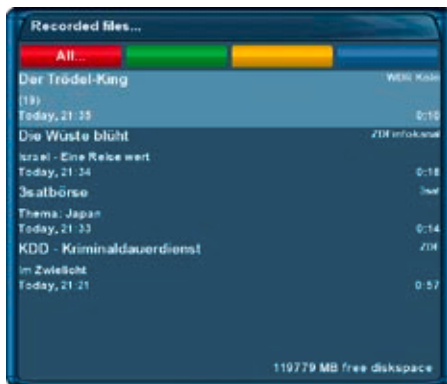 Recorded files...
All...
Der Trödel-King WDR Köln
(19)
Today, 21:35 0:10
Die Wüste blüht ZDFinfokanal
Israel - Eine Reise wert
Today, 21:34 0:18
3satbörse 3sat
Thema: Japan
Today, 21:33 0:14
KDD - Kriminaldauerdienst ZDF
Im Zwielicht
Today, 21:21 0:57
119779 MB free diskspace